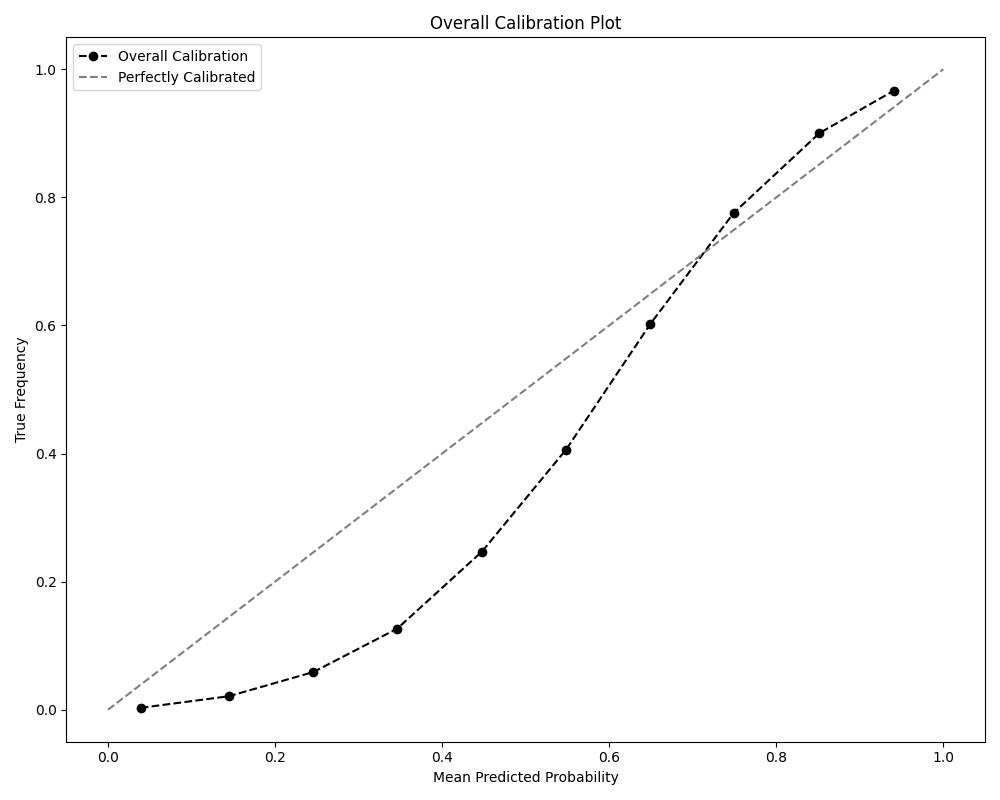 Overall Calibration Plot
Overall Calibration
Perfectly Calibrated
1.0
0.8
0.6
0.4
0.2
0.0
True Frequency
0.0 0.2 0.4 0.6 0.8 1.0
Mean Predicted Probability